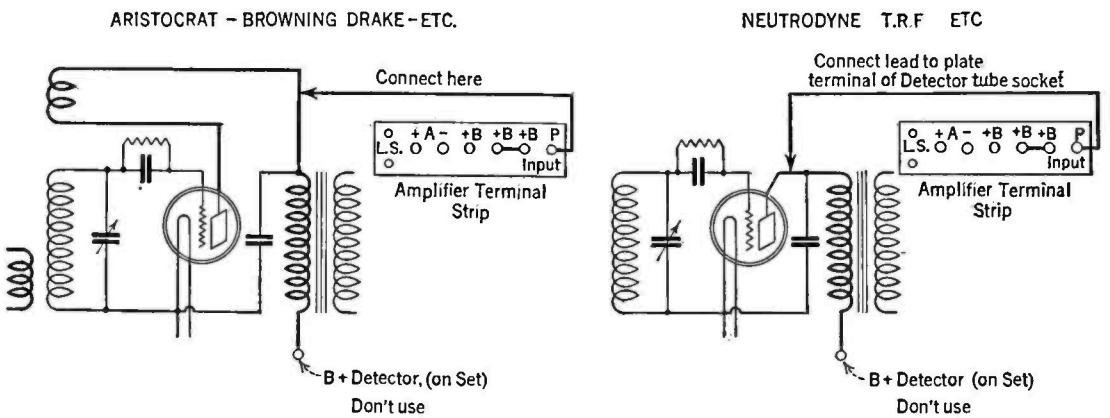 ARISTOCRAT - BROWNING DRAKE - ETC.
Connect here
+ A - +B +B +B P
L.S.
Input
Amplifier Terminal
Strip
B + Detector, (on Set)
Don't use
NEUTRODYNE T.R.F ETC
Connect lead to plate
terminal of Detector tube socket
+ A - +B +B +B P
L.S.
Input
Amplifier Terminal
Strip
B + Detector (on Set)
Don't use